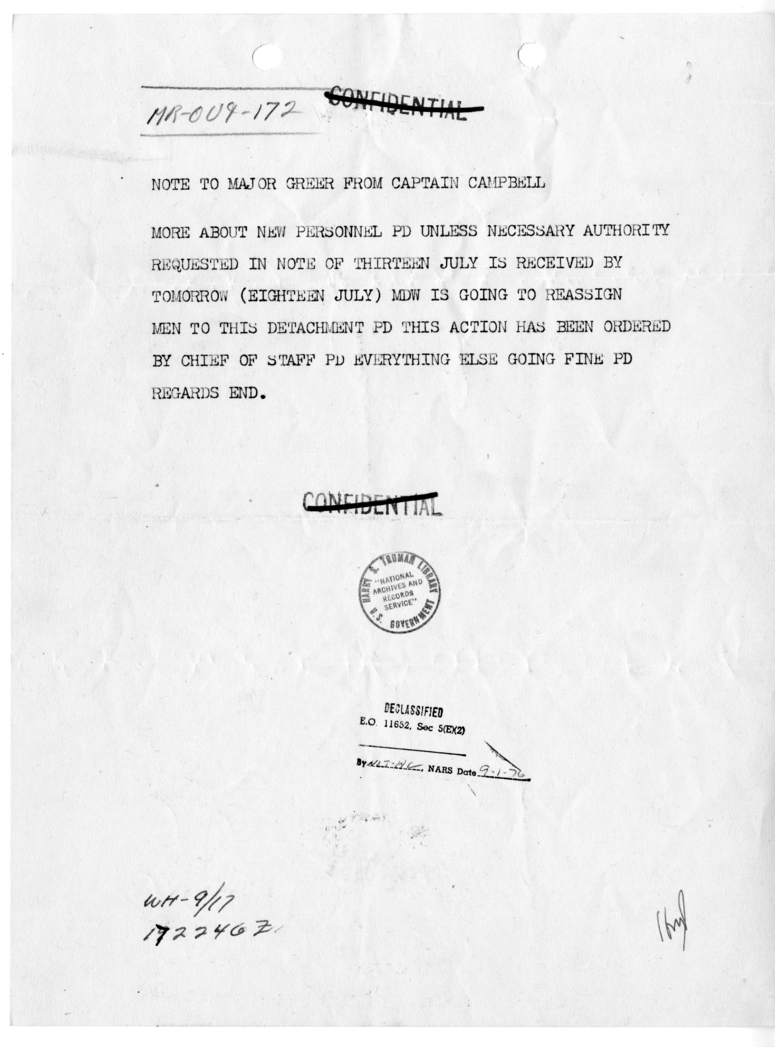 MR-OU9-172
CONFIDENTIAL
NOTE TO MAJOR GREER FROM CAPTAIN CAMPBELL
MORE ABOUT NEW PERSONNEL PD UNLESS NECESSARY AUTHORITY
REQUESTED IN NOTE OF THIRTEEN JULY IS RECEIVED BY
TOMORROW (EIGHTEEN JULY) MDW IS GOING TO REASSIGN
MEN TO THIS DETACHMENT PD THIS ACTION HAS BEEN ORDERED
BY CHIEF OF STAFF PD EVERYTHING ELSE GOING FINE PD
REGARDS END.
CONFIDENTIAL
HARRY S. TRUMAN LIBRARY
"NATIONAL
ARCHIVES AND
RECORDS
SERVICE"
U.S. GOVERNMENT
DECLASSIFIED
E.O. 11652, Sec 5(E)(2)
By NLT-HC, NARS Date 9-1-76
WH-9/17
172246Z